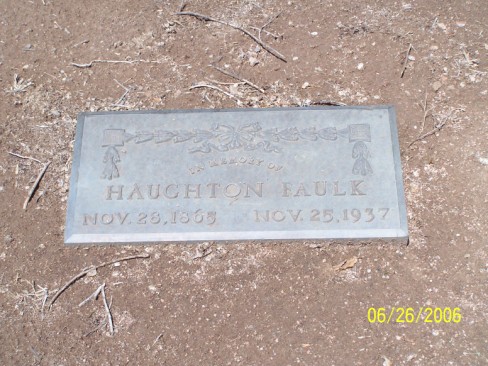 IN MEMORY OF
HAUGHTON FAULK
NOV. 28, 1865 NOV. 25, 1937
06/26/2006